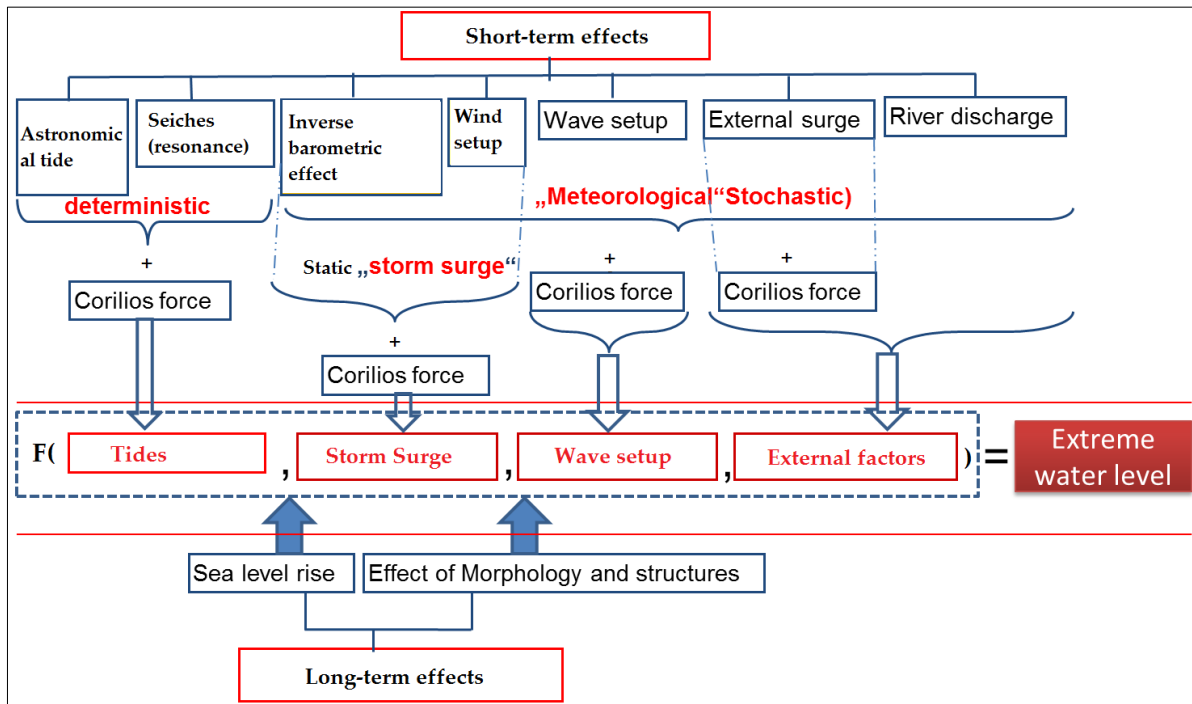 Short-term effects
Astronomic
al tide
Seiches
(resonance)
Inverse
barometric
effect
Wind
setup
Wave setup
External surge
River discharge
deterministic
„Meteorological“Stochastic)
+
Corilios force
Static „storm surge“
+
Corilios force
+
Corilios force
+
Corilios force
F( Tides , Storm Surge , Wave setup , External factors ) = Extreme
water level
Sea level rise
Effect of Morphology and structures
Long-term effects